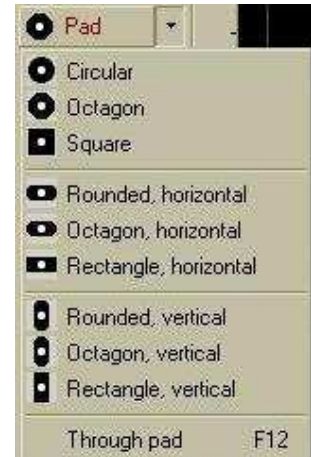 Pad
Circular
Octagon
Square
Rounded, horizontal
Octagon, horizontal
Rectangle, horizontal
Rounded, vertical
Octagon, vertical
Rectangle, vertical
Through pad F12